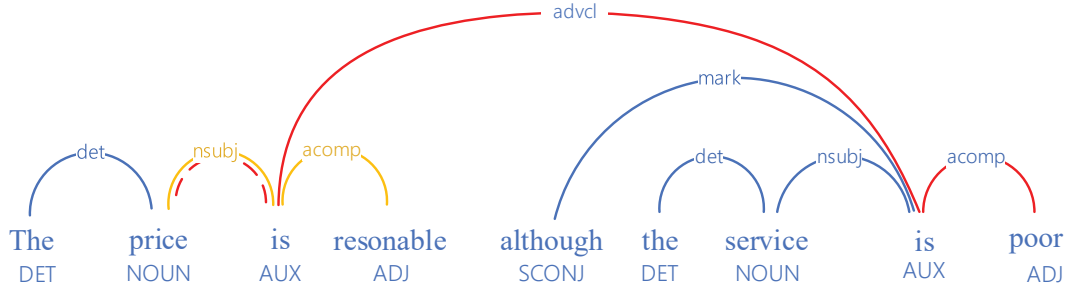 advcl
mark
det nsubj acomp det nsubj acomp
The price is resonable although the service is poor
DET NOUN AUX ADJ SCONJ DET NOUN AUX ADJ